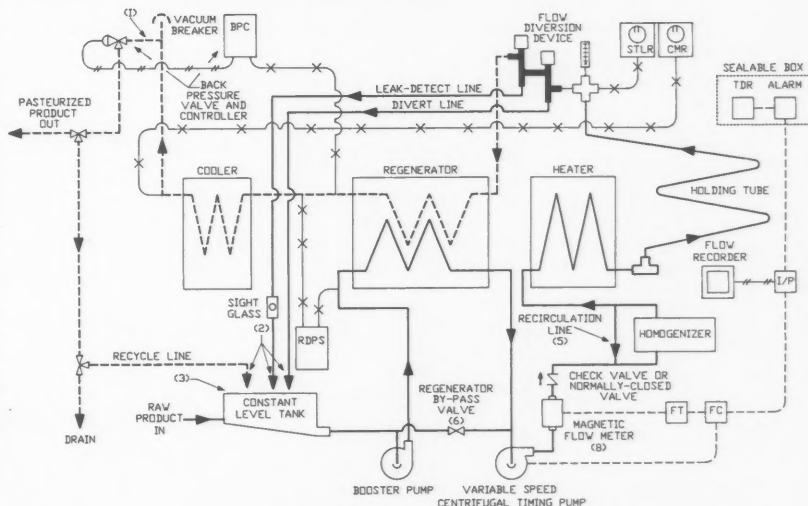 (1)
VACUUM
BREAKER
BPC
FLOW
DIVERSION
DEVICE
STLR
CMR
SEALABLE BOX
TDR
ALARM
BACK
PRESSURE
VALVE AND
CONTROLLER
LEAK-DETECT LINE
DIVERT LINE
PASTEURIZED
PRODUCT
OUT
COOLER
REGENERATOR
HEATER
HOLDING TUBE
FLOW
RECORDER
I/P
SIGHT
GLASS
RDPS
RECIRCULATION
LINE
(5)
HOMOGENIZER
(2)
RECYCLE LINE
(3)
CONSTANT
LEVEL TANK
REGENERATOR
BY-PASS
VALVE
(6)
CHECK VALVE OR
NORMALLY-CLOSED
VALVE
RAW
PRODUCT
IN
MAGNETIC
FLOW METER
(8)
FT
FC
DRAIN
BOOSTER PUMP
VARIABLE SPEED
CENTRIFUGAL TIMING PUMP